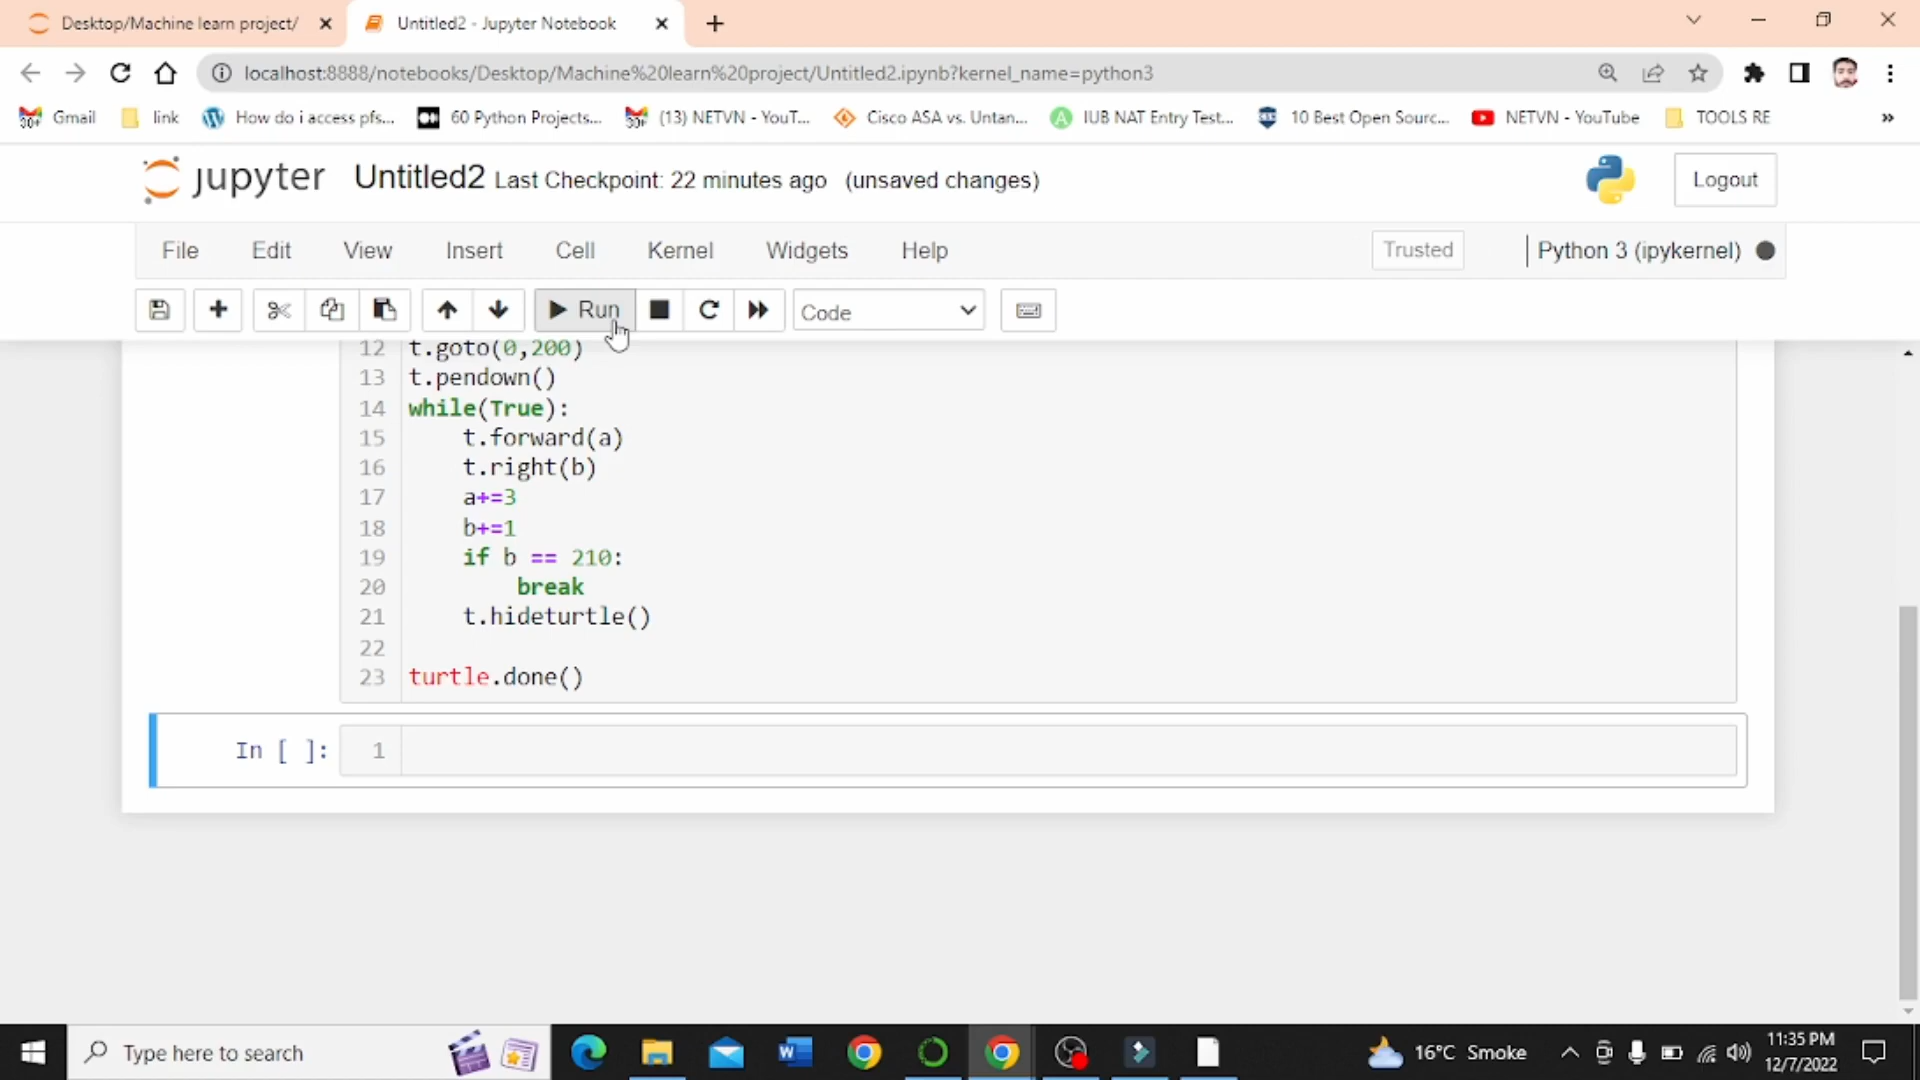 Desktop/Machine learn project/
Untitled2 - Jupyter Notebook
localhost:8888/notebooks/Desktop/Machine%20learn%20project/Untitled2.ipynb?kernel_name=python3
Gmail link How do i access pfs... 60 Python Projects... (13) NETVN - YouT... Cisco ASA vs. Untan... IUB NAT Entry Test... 10 Best Open Sourc... NETVN - YouTube TOOLS RE »
jupyter Untitled2 Last Checkpoint: 22 minutes ago (unsaved changes) Logout
File Edit View Insert Cell Kernel Widgets Help Trusted Python 3 (ipykernel)
Run Code
12 t.goto(0,200)
13 t.pendown()
14 while(True):
15 t.forward(a)
16 t.right(b)
17 a+=3
18 b+=1
19 if b == 210:
20 break
21 t.hideturtle()
22
23 turtle.done()
In [ ]: 1
Type here to search 16°C Smoke 11:35 PM
12/7/2022